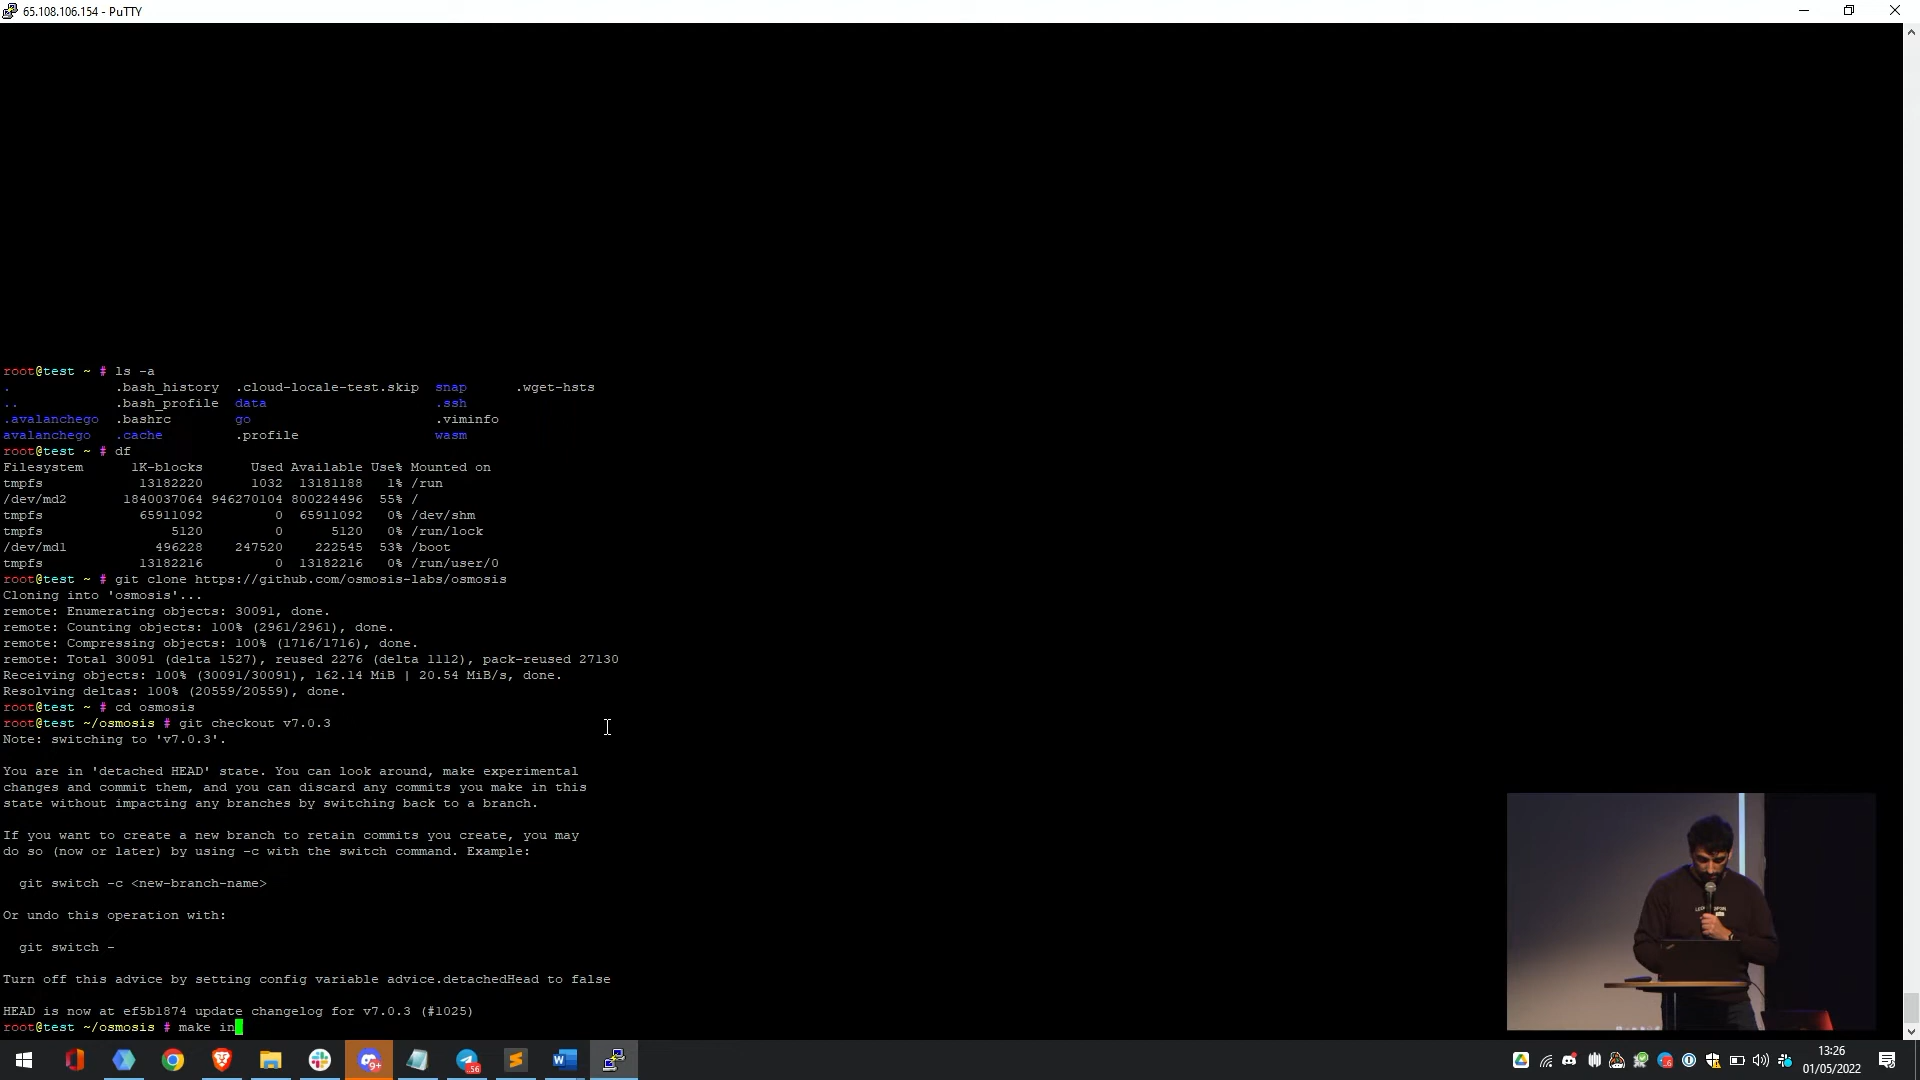 65.108.106.154 - PuTTY
root@test ~ # ls -a
. .bash_history .cloud-locale-test.skip snap .wget-hsts
.. .bash_profile data .ssh
.avalanchego .bashrc go .viminfo
avalanchego .cache .profile wasm
root@test ~ # df
Filesystem 1K-blocks Used Available Use% Mounted on
tmpfs 13182220 1032 13181188 1% /run
/dev/md2 1840037064 946270104 800224496 55% /
tmpfs 65911092 0 65911092 0% /dev/shm
tmpfs 5120 0 5120 0% /run/lock
/dev/md1 496228 247520 222545 53% /boot
tmpfs 13182216 0 13182216 0% /run/user/0
root@test ~ # git clone https://github.com/osmosis-labs/osmosis
Cloning into 'osmosis'...
remote: Enumerating objects: 30091, done.
remote: Counting objects: 100% (2961/2961), done.
remote: Compressing objects: 100% (1716/1716), done.
remote: Total 30091 (delta 1527), reused 2276 (delta 1112), pack-reused 27130
Receiving objects: 100% (30091/30091), 162.14 MiB | 20.54 MiB/s, done.
Resolving deltas: 100% (20559/20559), done.
root@test ~ # cd osmosis
root@test ~/osmosis # git checkout v7.0.3
Note: switching to 'v7.0.3'.
You are in 'detached HEAD' state. You can look around, make experimental
changes and commit them, and you can discard any commits you make in this
state without impacting any branches by switching back to a branch.
If you want to create a new branch to retain commits you create, you may
do so (now or later) by using -c with the switch command. Example:
git switch -c <new-branch-name>
Or undo this operation with:
git switch -
Turn off this advice by setting config variable advice.detachedHead to false
HEAD is now at ef5b1874 update changelog for v7.0.3 (#1025)
root@test ~/osmosis # make in
9+
56
13:26
01/05/2022